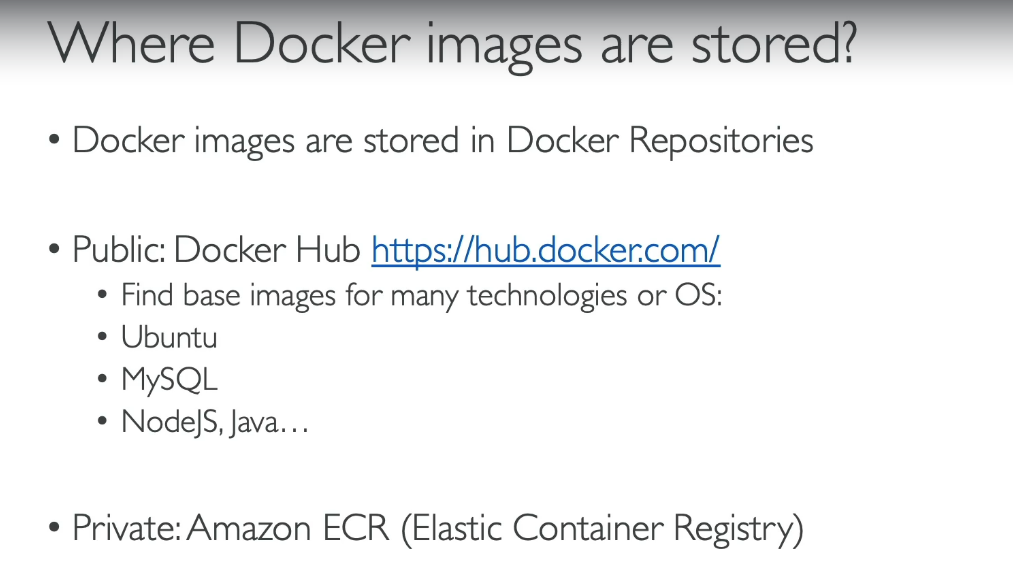 Where Docker images are stored?
• Docker images are stored in Docker Repositories
• Public: Docker Hub https://hub.docker.com/
• Find base images for many technologies or OS:
• Ubuntu
• MySQL
• NodeJS, Java…
• Private: Amazon ECR (Elastic Container Registry)